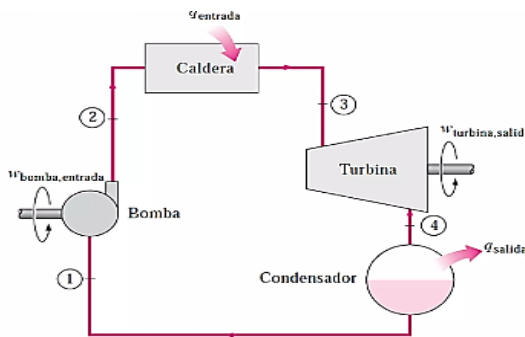 qentrada
Caldera
2
3
wturbina,salid
wbomba,entrada
Turbina
Bomba
4
qsalida
1
Condensador